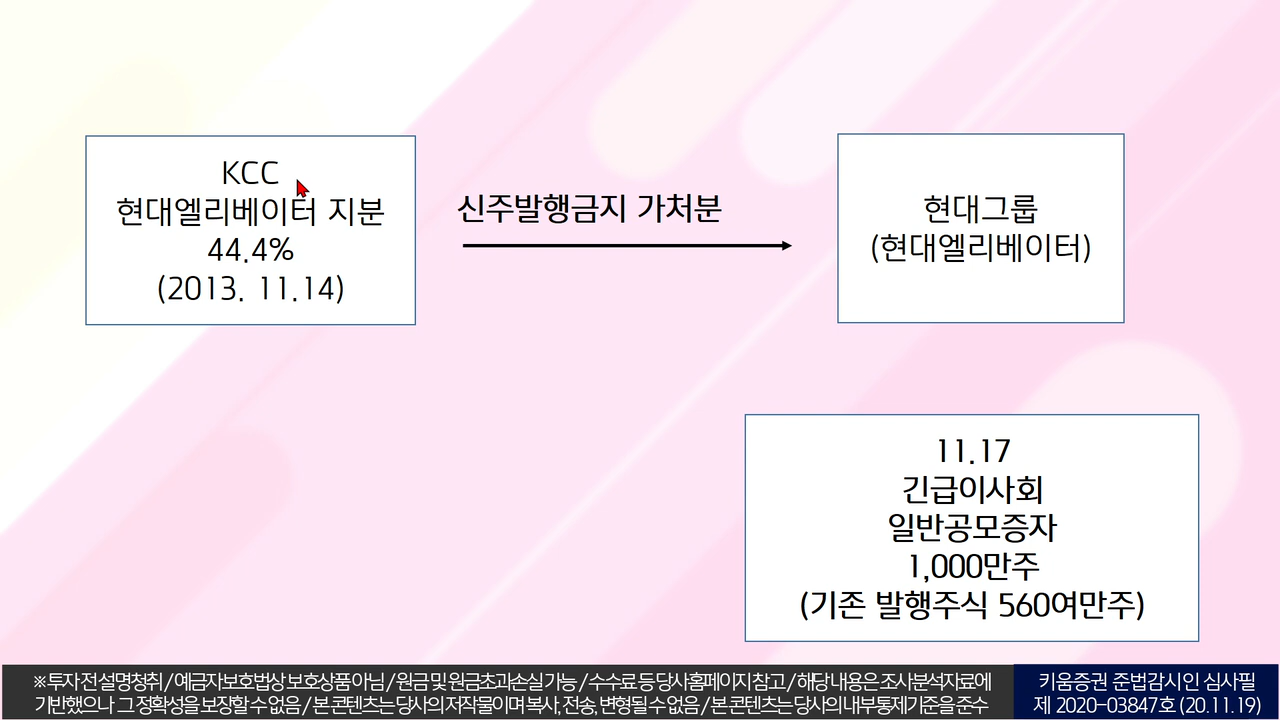 KCC
현대엘리베이터 지분
44.4%
(2013. 11.14)
신주발행금지 가처분
현대그룹
(현대엘리베이터)
11.17
긴급이사회
일반공모증자
1,000만주
(기존 발행주식 560여만주)
※ 투자 전 설명청취 / 예금자보호법상 보호상품 아님 / 원금 및 원금초과손실 가능 / 수수료 등 당사홈페이지 참고 / 해당 내용은 조사분석자료에
기반했으나 그 정확성을 보장할 수 없음 / 본 콘텐츠는 당사의 저작물이며 복사, 전송, 변형될 수 없음 / 본 콘텐츠는 당사의 내부통제기준을 준수
키움증권 준법감시인 심사필
제 2020-03847호 (20.11.19)